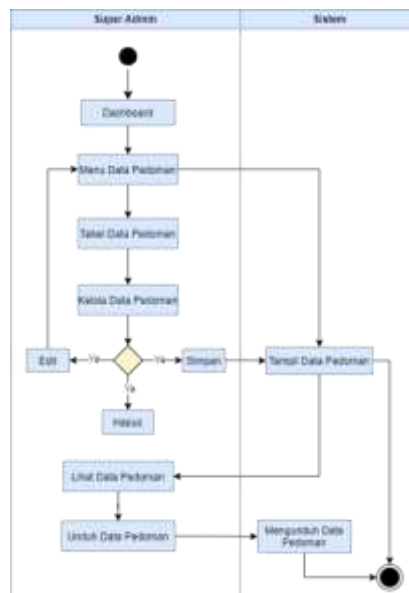 Super Admin
Sistem
Dashboard
Menu Data Pedoman
Tabel Data Pedoman
Kelola Data Pedoman
Edit
Ya
Ya
Simpan
Tampil Data Pedoman
Ya
Hapus
Lihat Data Pedoman
Unduh Data Pedoman
Mengunduh Data
Pedoman